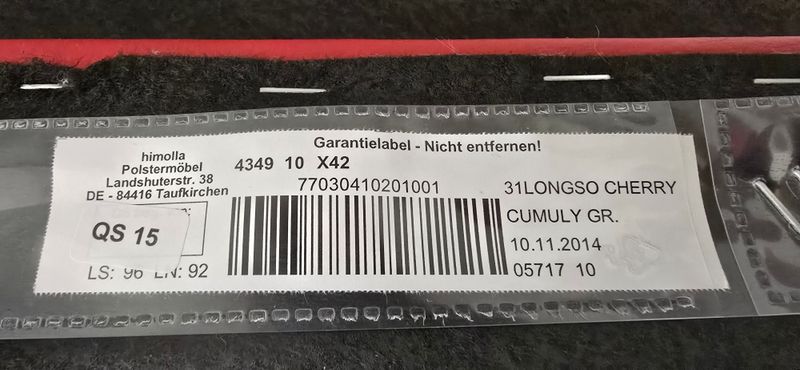 Garantielabel - Nicht entfernen!
himolla
Polstermöbel
Landshuterstr. 38
DE - 84416 Taufkirchen
4349 10 X42
77030410201001
31LONGSO CHERRY
CUMULY GR.
QS 15
10.11.2014
LS: 96 LN: 92
05717 10